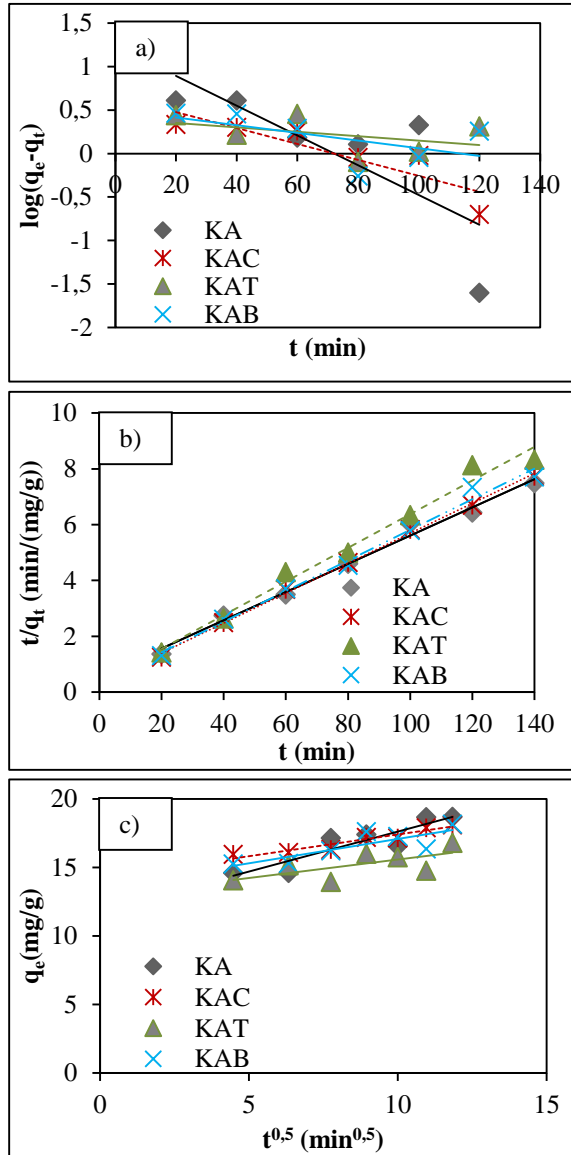 a)
1,5
1
0,5
0
-0,5
-1
-1,5
-2
0 20 40 60 80 100 120 140
log(qe-qt)
t (min)
KA
KAC
KAT
KAB
b)
10
8
6
4
2
0
0 20 40 60 80 100 120 140
t/qt (min/(mg/g))
t (min)
KA
KAC
KAT
KAB
c)
20
15
10
5
0
0 5 10 15
qe(mg/g)
t0,5 (min0,5)
KA
KAC
KAT
KAB